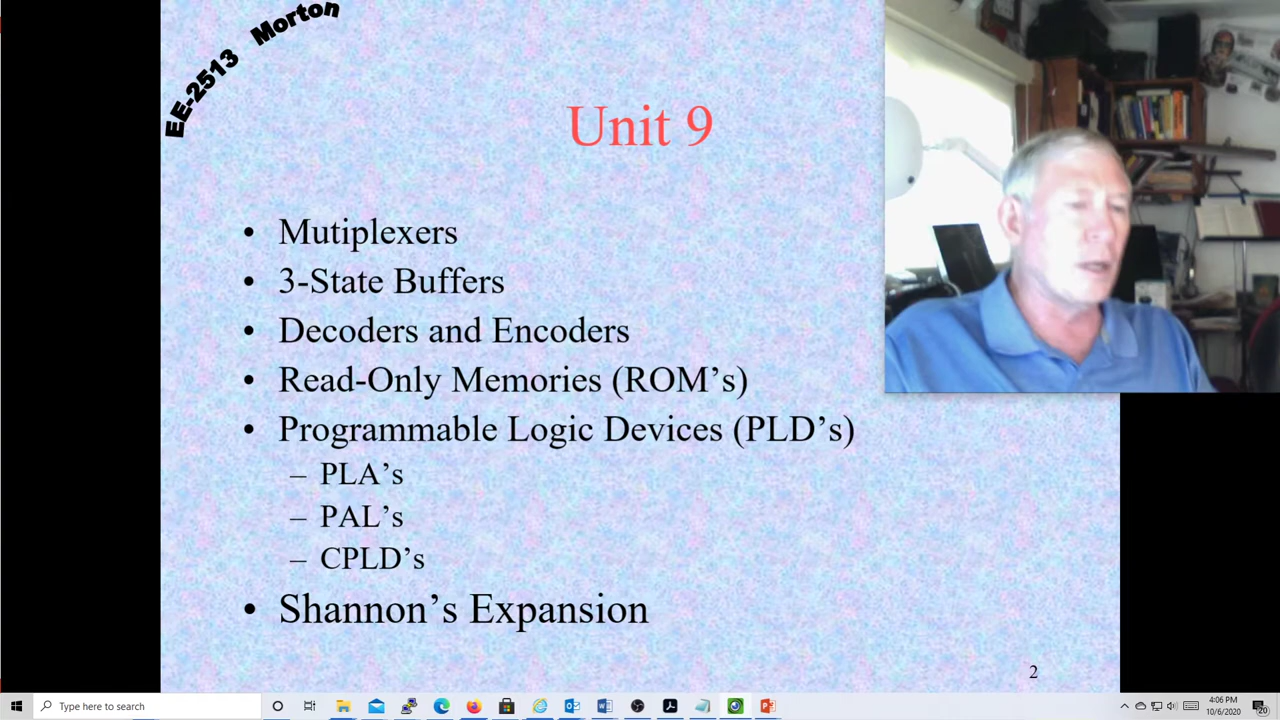 EE-2513 Morton
Unit 9
• Mutiplexers
• 3-State Buffers
• Decoders and Encoders
• Read-Only Memories (ROM’s)
• Programmable Logic Devices (PLD’s)
– PLA’s
– PAL’s
– CPLD’s
• Shannon’s Expansion
2
Type here to search
4:06 PM
10/6/2020
20